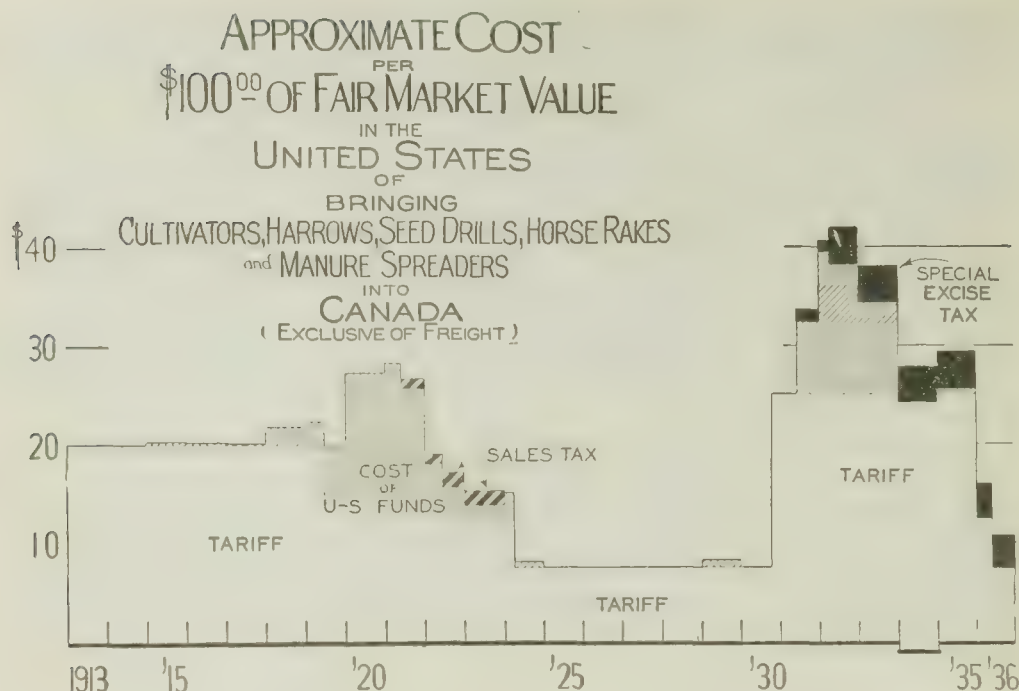 APPROXIMATE COST
PER
$100.00 OF FAIR MARKET VALUE
IN THE
UNITED STATES
OF
BRINGING
CULTIVATORS, HARROWS, SEED DRILLS, HORSE RAKES
and MANURE SPREADERS
INTO
CANADA
(EXCLUSIVE OF FREIGHT)
$40
30
20
10
SPECIAL
EXCISE
TAX
SALES TAX
COST
OF
U-S FUNDS
TARIFF
TARIFF
TARIFF
1913 '15 '20 '25 '30 '35 '36